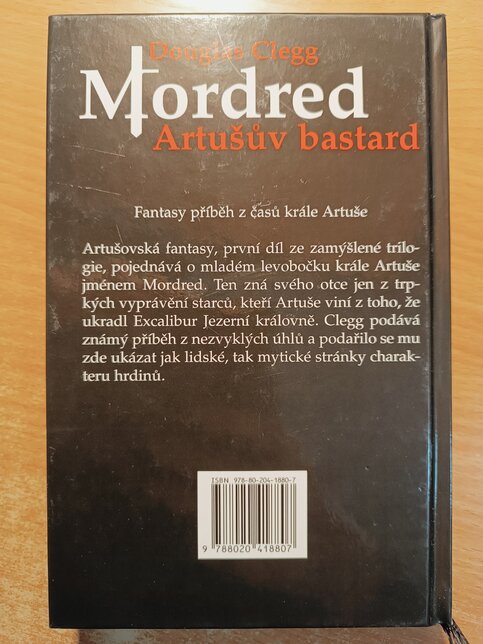 Douglas Clegg
Mordred
Artušův bastard
Fantasy příběh z časů krále Artuše
Artušovská fantasy, první díl ze zamýšlené trilo-
gie, pojednává o mladém levobočku krále Artuše
jménem Mordred. Ten zná svého otce jen z trp-
kých vyprávění starců, kteří Artuše viní z toho, že
ukradl Excalibur Jezerní královně. Clegg podává
známý příběh z nezvyklých úhlů a podařilo se mu
zde ukázat jak lidské, tak mytické stránky charak-
teru hrdinů.
ISBN 978-80-204-1880-7
9 788020 418807